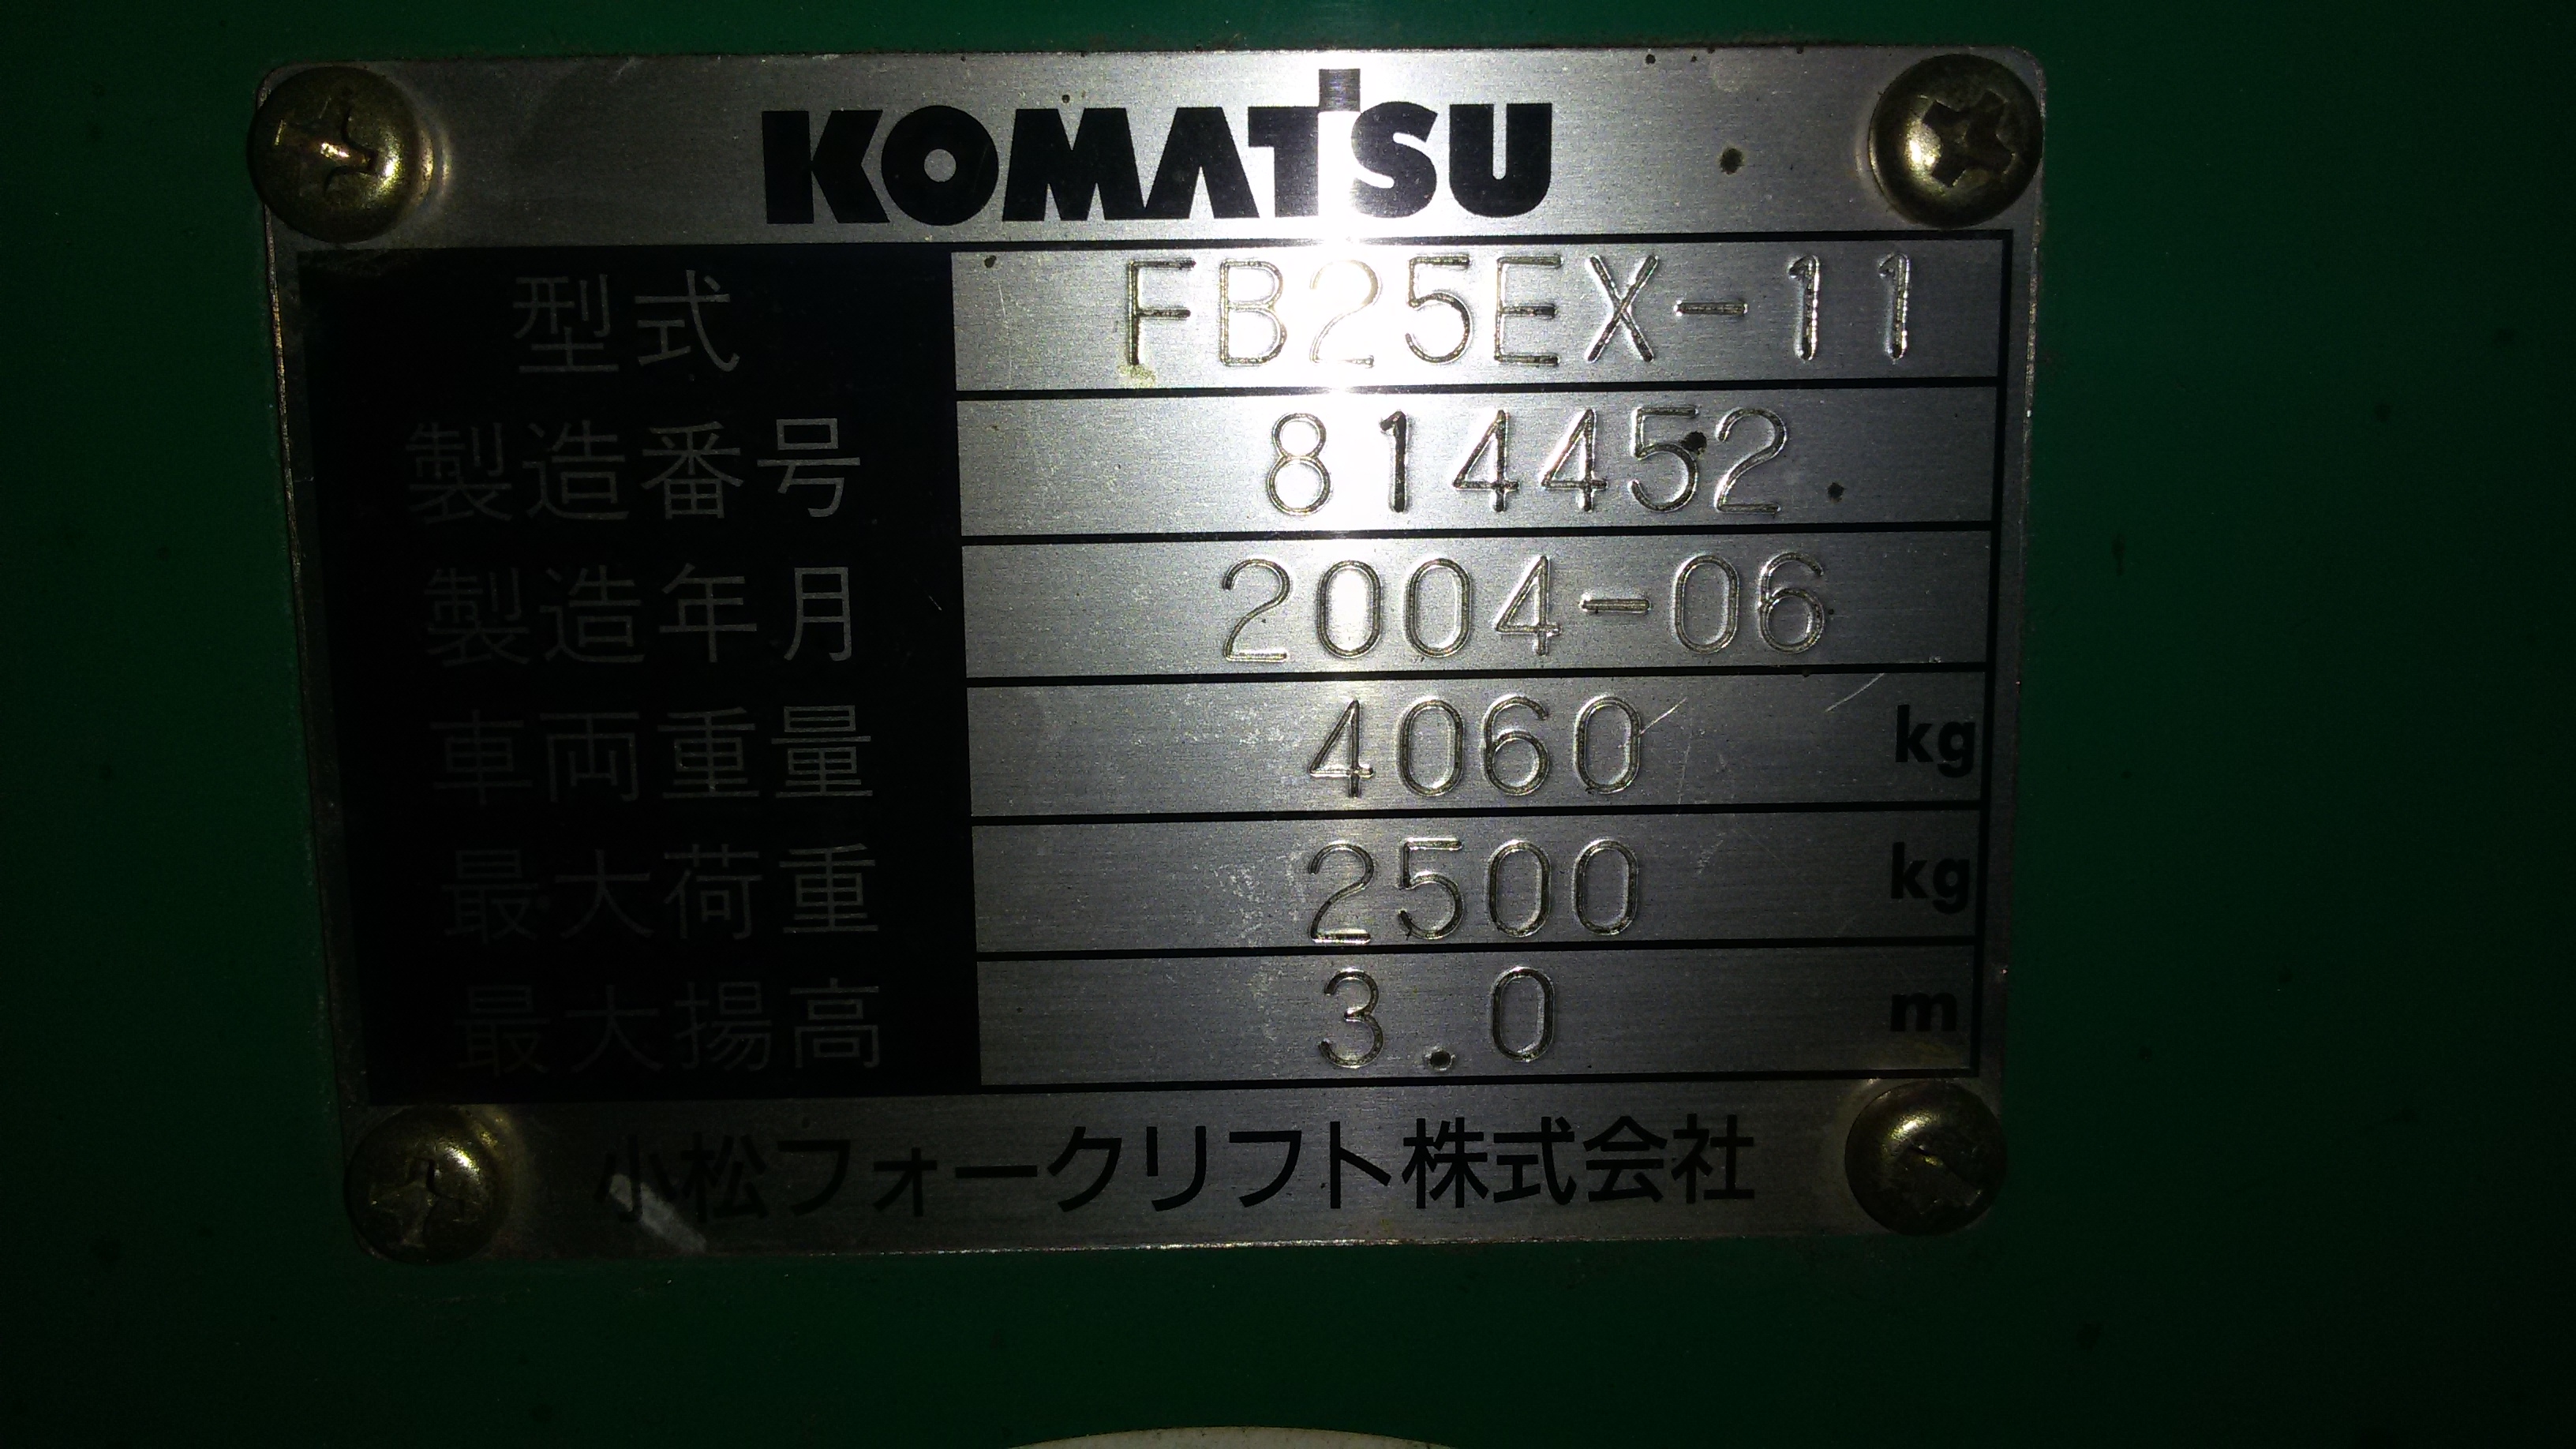 KOMATSU
型式 FB25EX-11
製造番号 814452
製造年月 2004-06
車両重量 4060 kg
最大荷重 2500 kg
最大揚高 3.0 m
小松フォークリフト株式会社